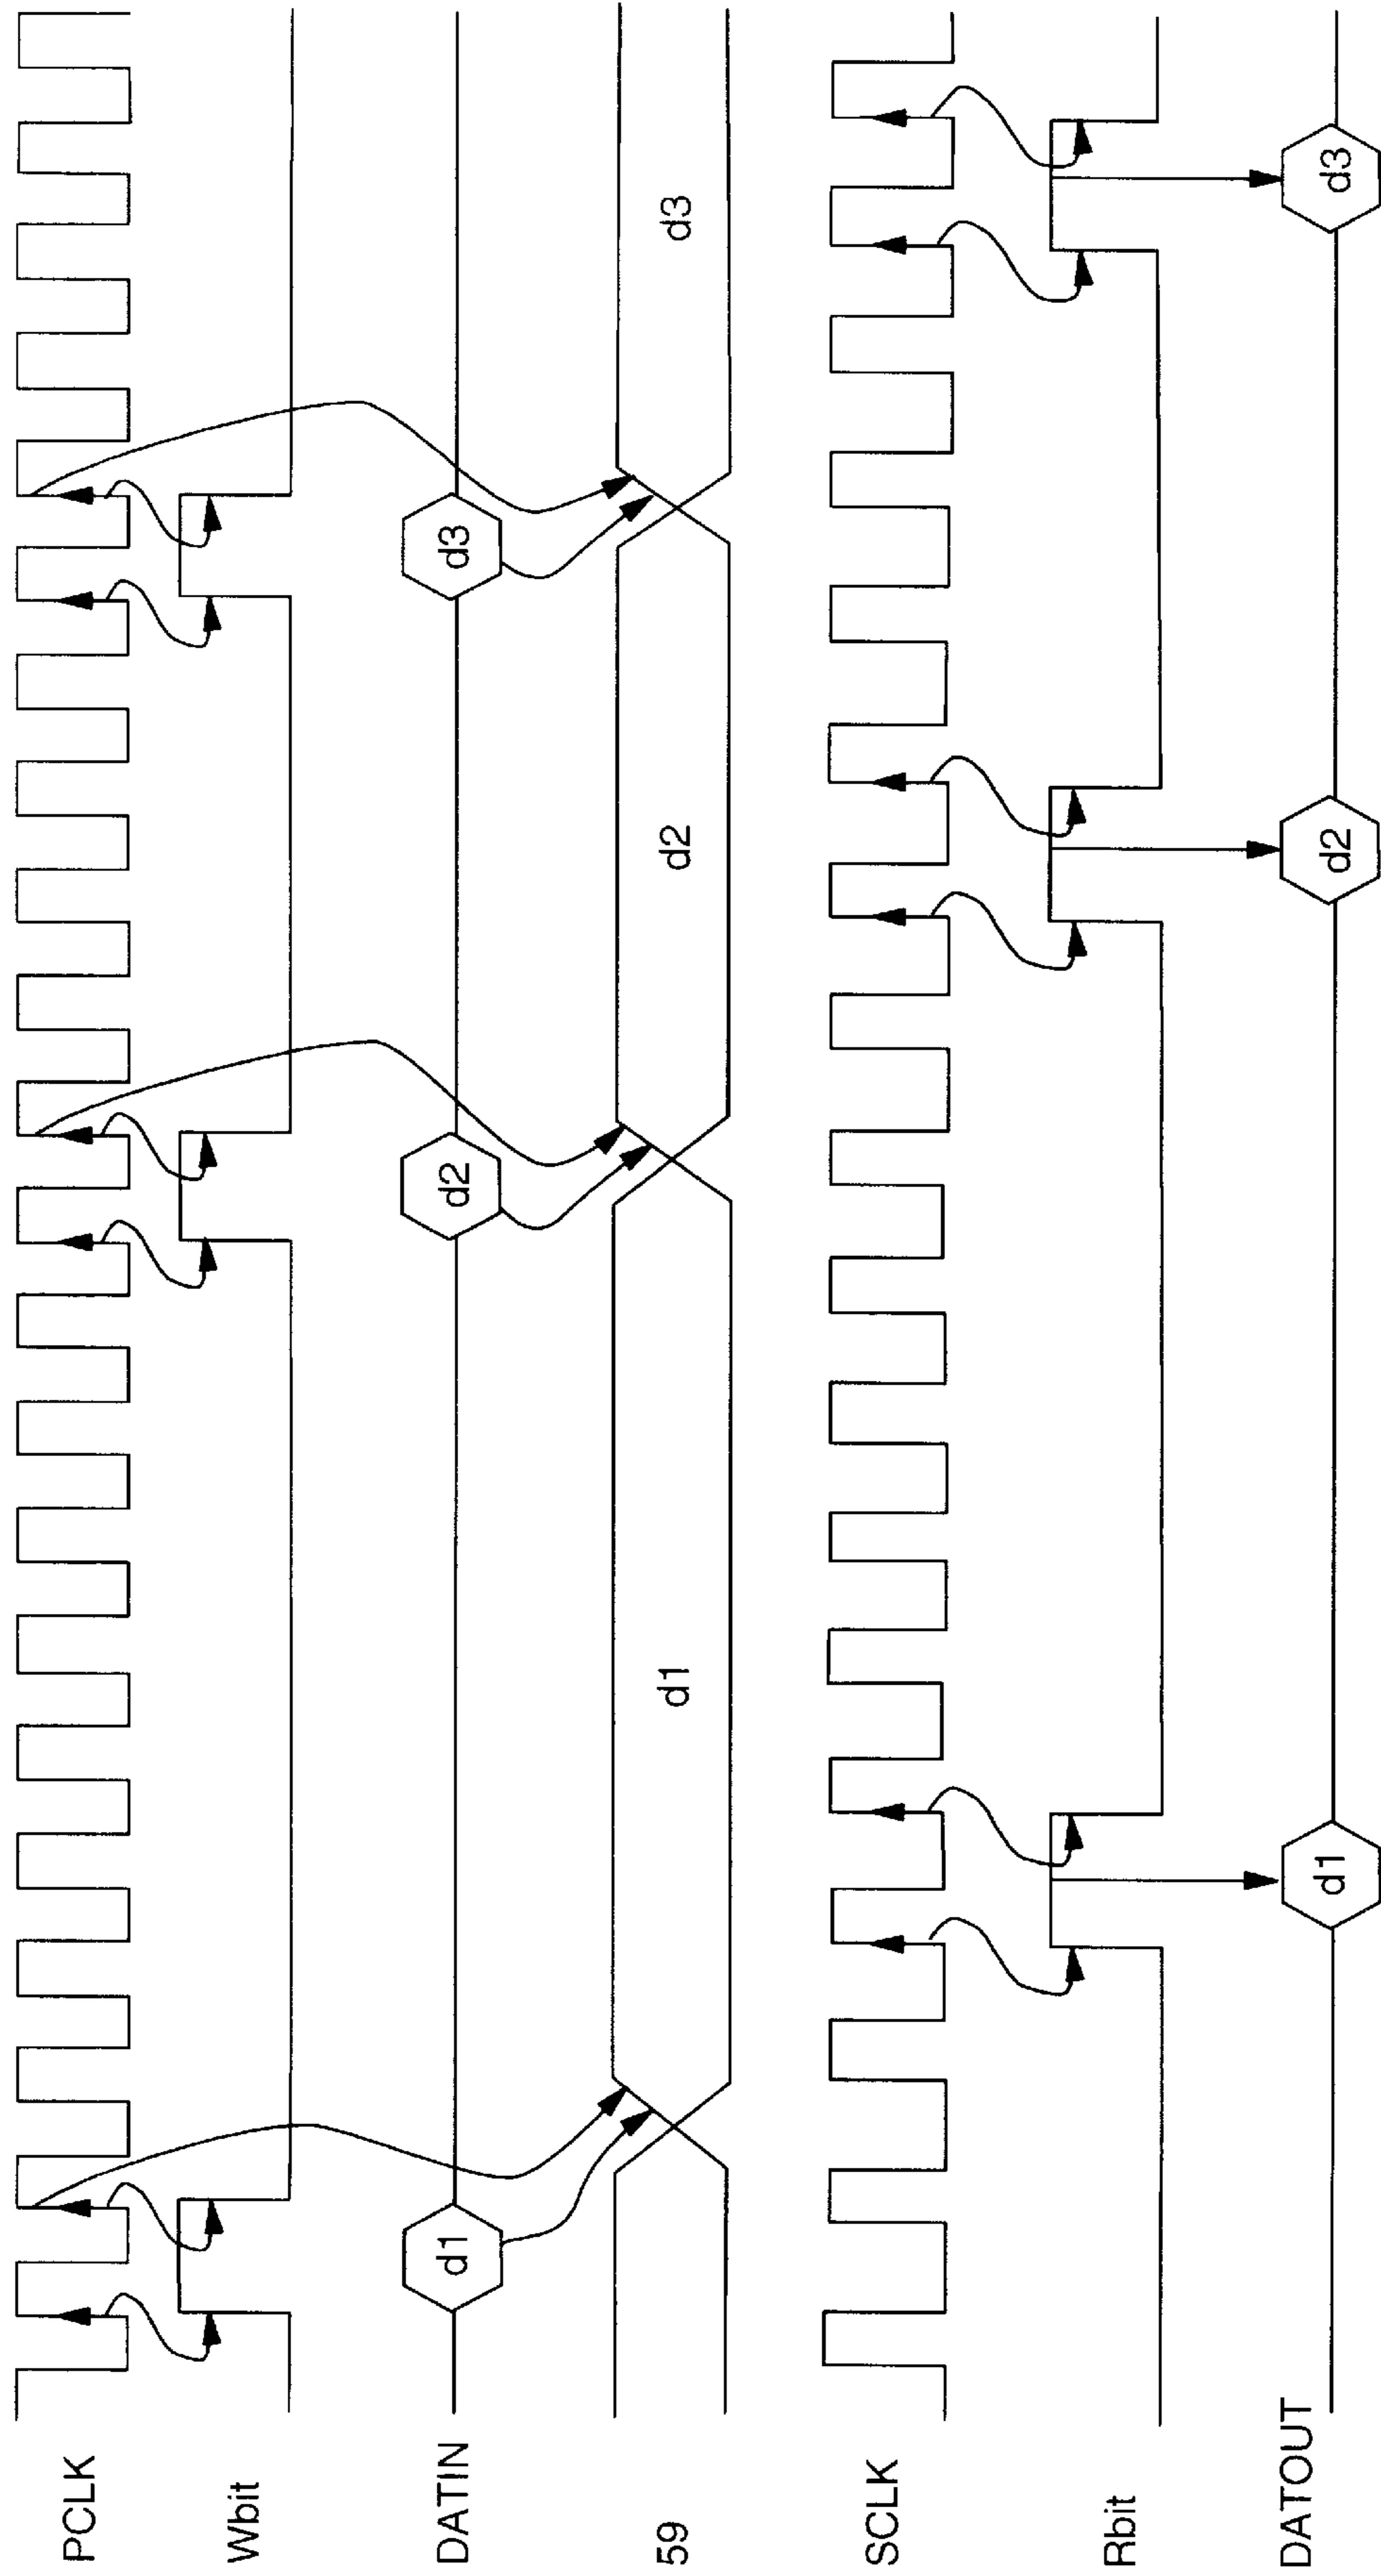 PCLK
Wbit
DATIN d1 d2 d3
59 d1 d2 d3
SCLK
Rbit
DATOUT d1 d2 d3